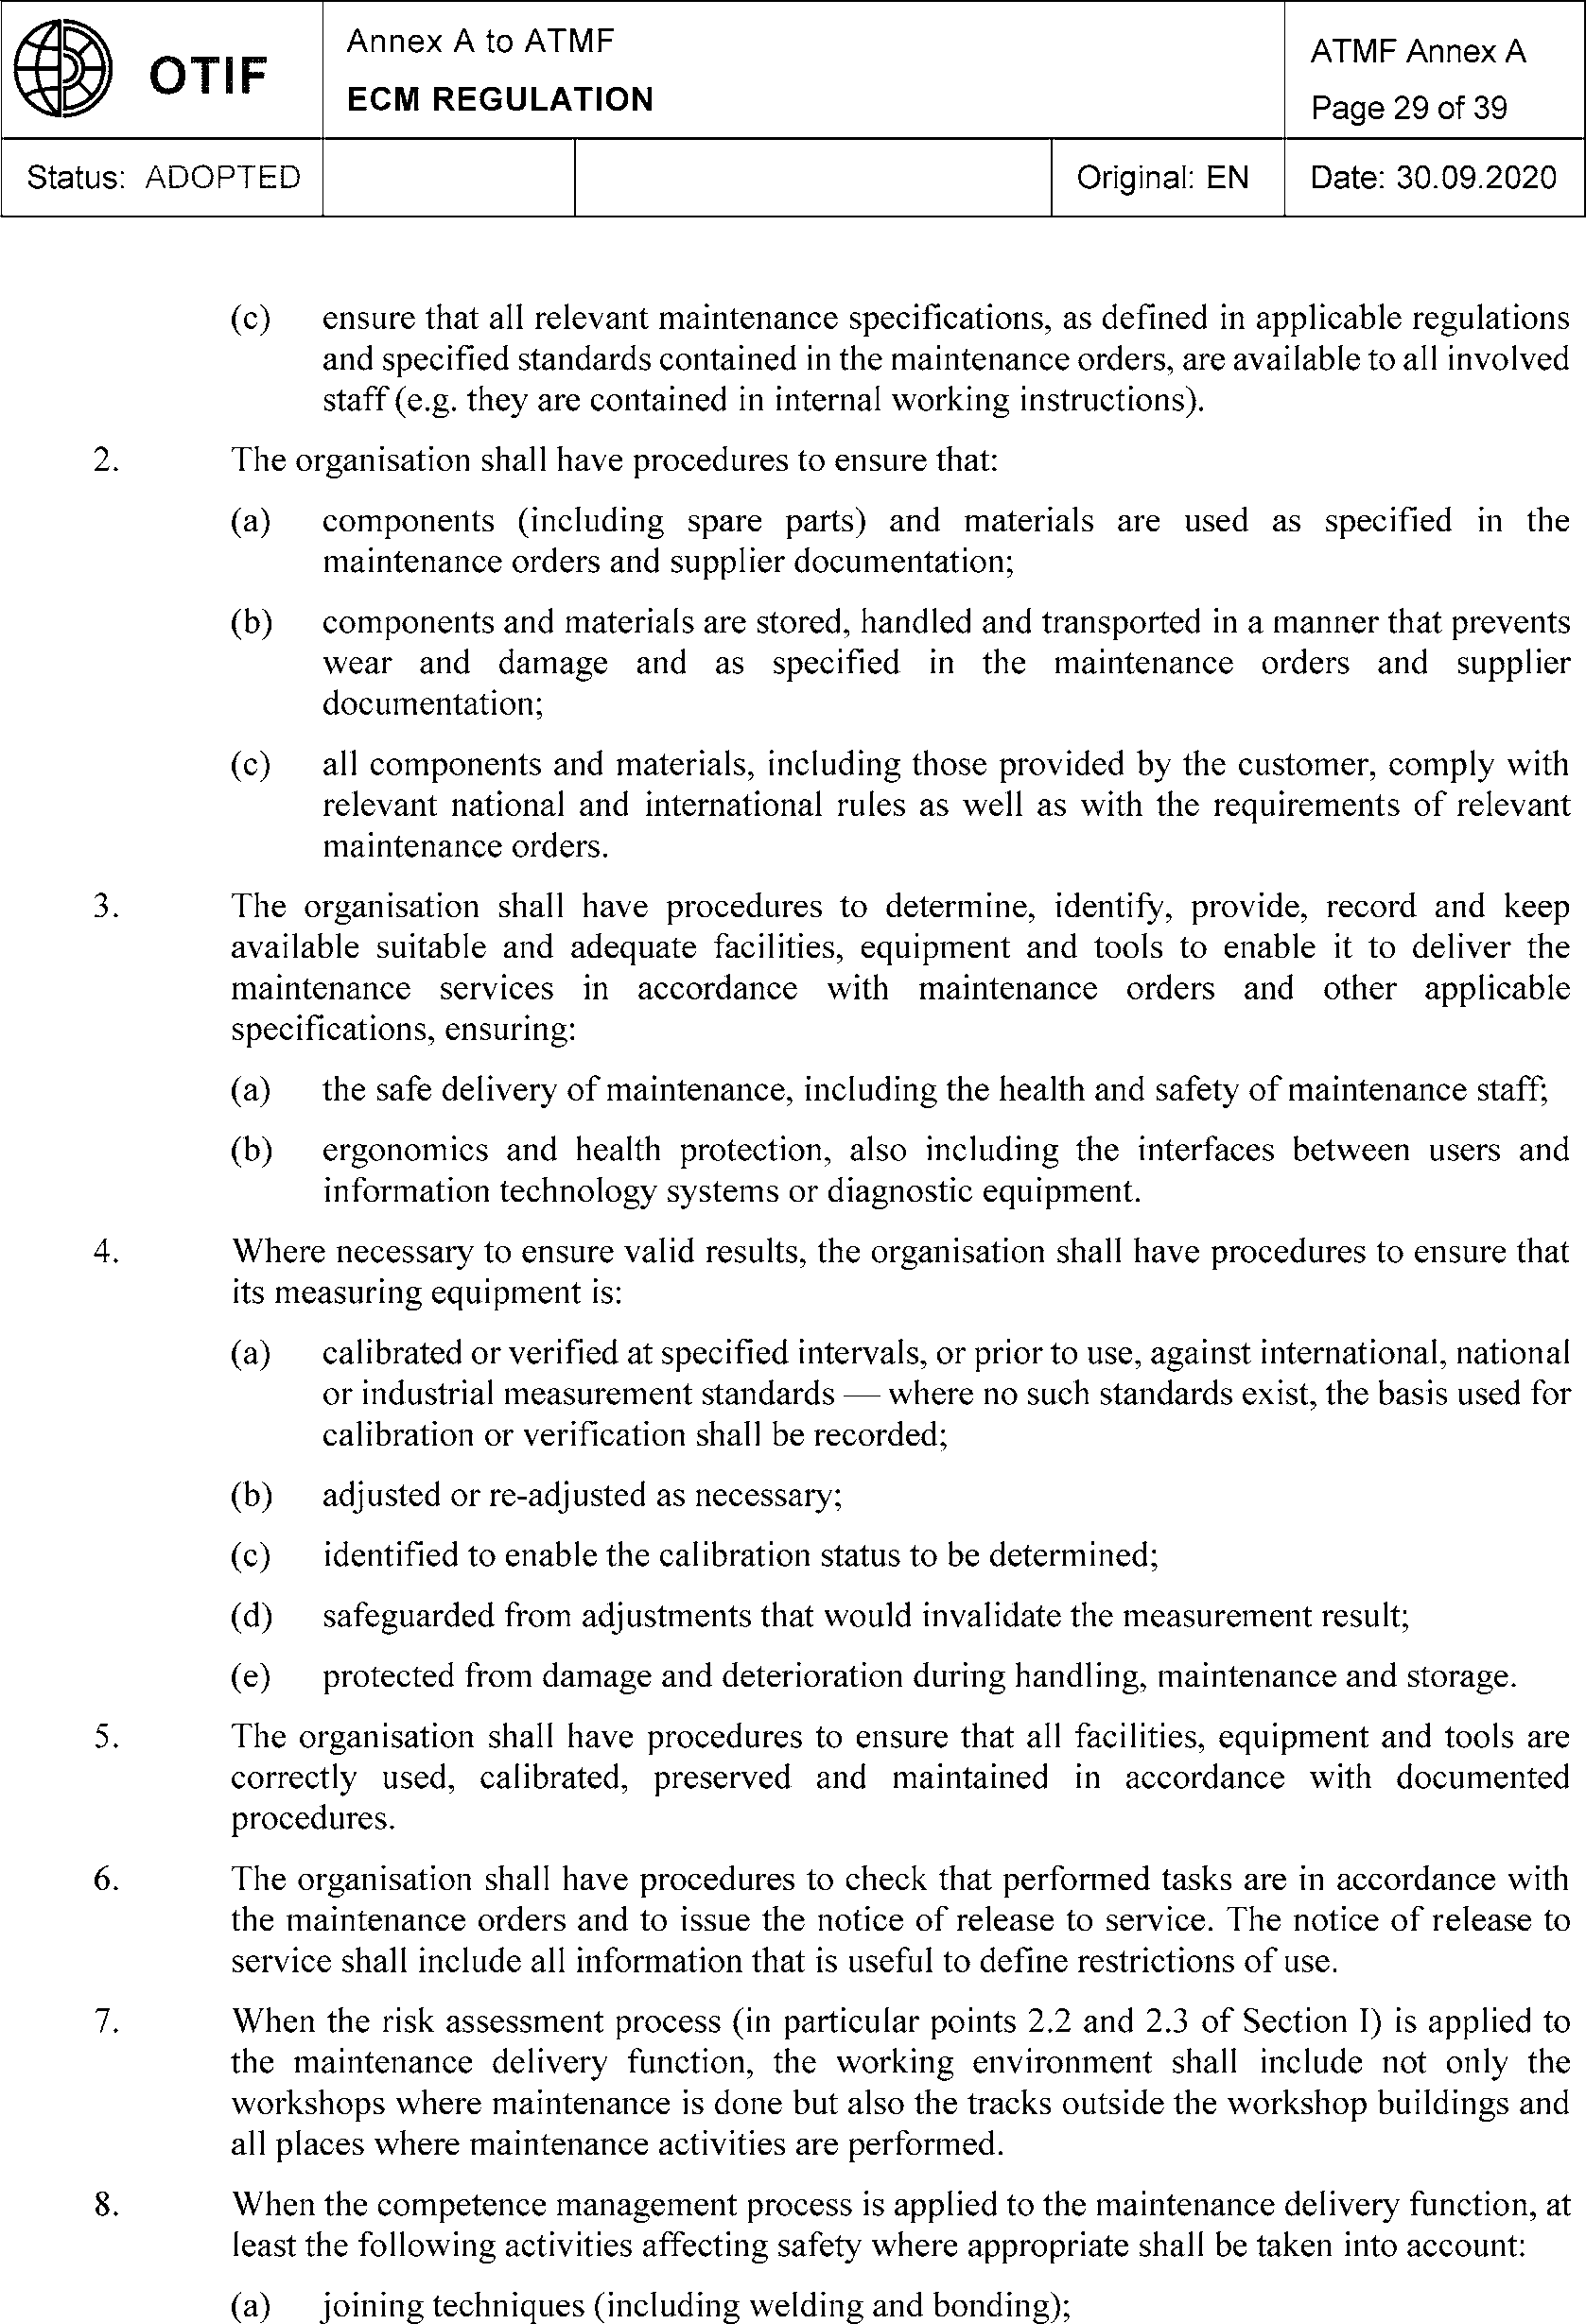 OTIF
Annex A to ATMF
ECM REGULATION
ATMF Annex A
Page 29 of 39
Status: ADOPTED
Original: EN
Date: 30.09.2020
(c) ensure that all relevant maintenance specifications, as defined in applicable regulations
and specified standards contained in the maintenance orders, are available to all involved
staff (e.g. they are contained in internal working instructions).
2. The organisation shall have procedures to ensure that:
(a) components (including spare parts) and materials are used as specified in the
maintenance orders and supplier documentation;
(b) components and materials are stored, handled and transported in a manner that prevents
wear and damage and as specified in the maintenance orders and supplier
documentation;
(c) all components and materials, including those provided by the customer, comply with
relevant national and international rules as well as with the requirements of relevant
maintenance orders.
3. The organisation shall have procedures to determine, identify, provide, record and keep
available suitable and adequate facilities, equipment and tools to enable it to deliver the
maintenance services in accordance with maintenance orders and other applicable
specifications, ensuring:
(a) the safe delivery of maintenance, including the health and safety of maintenance staff;
(b) ergonomics and health protection, also including the interfaces between users and
information technology systems or diagnostic equipment.
4. Where necessary to ensure valid results, the organisation shall have procedures to ensure that
its measuring equipment is:
(a) calibrated or verified at specified intervals, or prior to use, against international, national
or industrial measurement standards — where no such standards exist, the basis used for
calibration or verification shall be recorded;
(b) adjusted or re-adjusted as necessary;
(c) identified to enable the calibration status to be determined;
(d) safeguarded from adjustments that would invalidate the measurement result;
(e) protected from damage and deterioration during handling, maintenance and storage.
5. The organisation shall have procedures to ensure that all facilities, equipment and tools are
correctly used, calibrated, preserved and maintained in accordance with documented
procedures.
6. The organisation shall have procedures to check that performed tasks are in accordance with
the maintenance orders and to issue the notice of release to service. The notice of release to
service shall include all information that is useful to define restrictions of use.
7. When the risk assessment process (in particular points 2.2 and 2.3 of Section I) is applied to
the maintenance delivery function, the working environment shall include not only the
workshops where maintenance is done but also the tracks outside the workshop buildings and
all places where maintenance activities are performed.
8. When the competence management process is applied to the maintenance delivery function, at
least the following activities affecting safety where appropriate shall be taken into account:
(a) joining techniques (including welding and bonding);